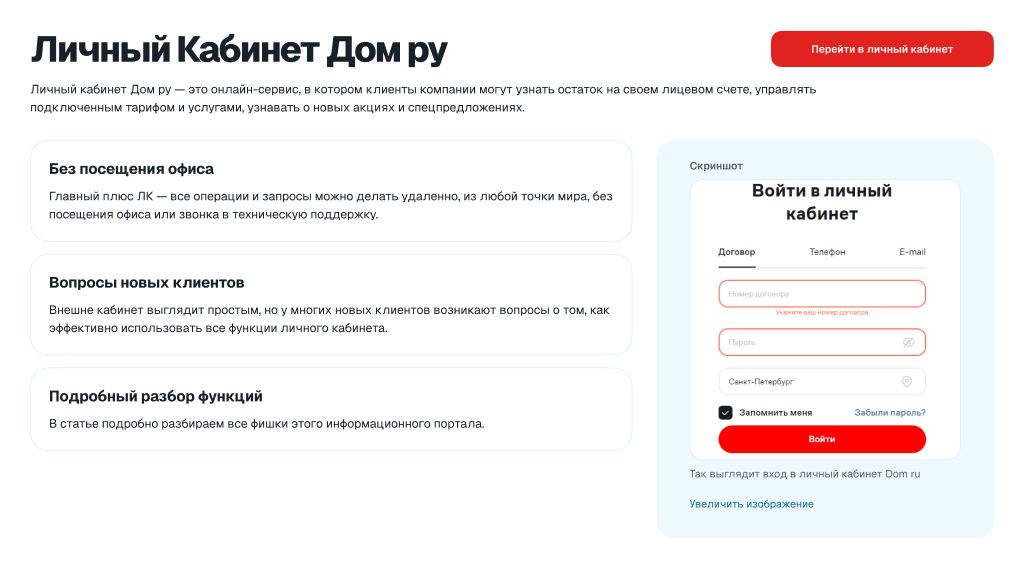 Личный Кабинет Дом ру
Перейти в личный кабинет
Личный кабинет Дом ру — это онлайн-сервис, в котором клиенты компании могут узнать остаток на своем лицевом счете, управлять
подключенным тарифом и услугами, узнавать о новых акциях и спецпредложениях.
Без посещения офиса
Главный плюс ЛК — все операции и запросы можно делать удаленно, из любой точки мира, без
посещения офиса или звонка в техническую поддержку.
Вопросы новых клиентов
Внешне кабинет выглядит простым, но у многих новых клиентов возникают вопросы о том, как
эффективно использовать все функции личного кабинета.
Подробный разбор функций
В статье подробно разбираем все фишки этого информационного портала.
Скриншот
Войти в личный
кабинет
Договор Телефон E-mail
Номер договора
Укажите ваш номер договора
Пароль
Санкт-Петербург
Запомнить меня Забыли пароль?
Войти
Так выглядит вход в личный кабинет Dom ru
Увеличить изображение